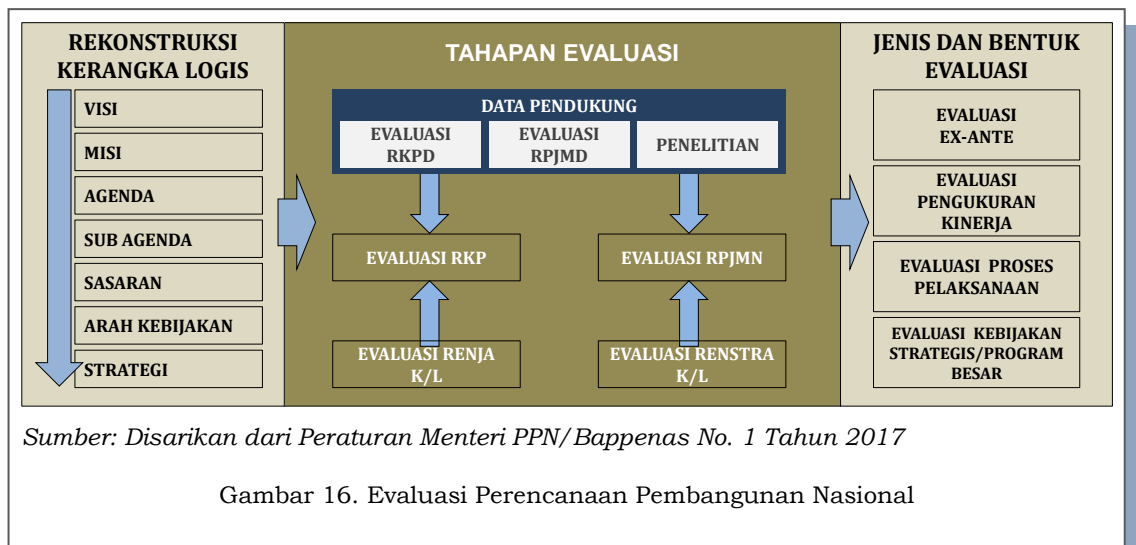 REKONSTRUKSI
KERANGKA LOGIS
VISI
MISI
AGENDA
SUB AGENDA
SASARAN
ARAH KEBIJAKAN
STRATEGI
TAHAPAN EVALUASI
DATA PENDUKUNG
EVALUASI
RKPD
EVALUASI
RPJMD
PENELITIAN
EVALUASI RKP
EVALUASI RPJMN
EVALUASI RENJA
K/L
EVALUASI RENSTRA
K/L
JENIS DAN BENTUK
EVALUASI
EVALUASI
EX-ANTE
EVALUASI
PENGUKURAN
KINERJA
EVALUASI PROSES
PELAKSANAAN
EVALUASI KEBIJAKAN
STRATEGIS/PROGRAM
BESAR
Sumber: Disarikan dari Peraturan Menteri PPN/Bappenas No. 1 Tahun 2017
Gambar 16. Evaluasi Perencanaan Pembangunan Nasional